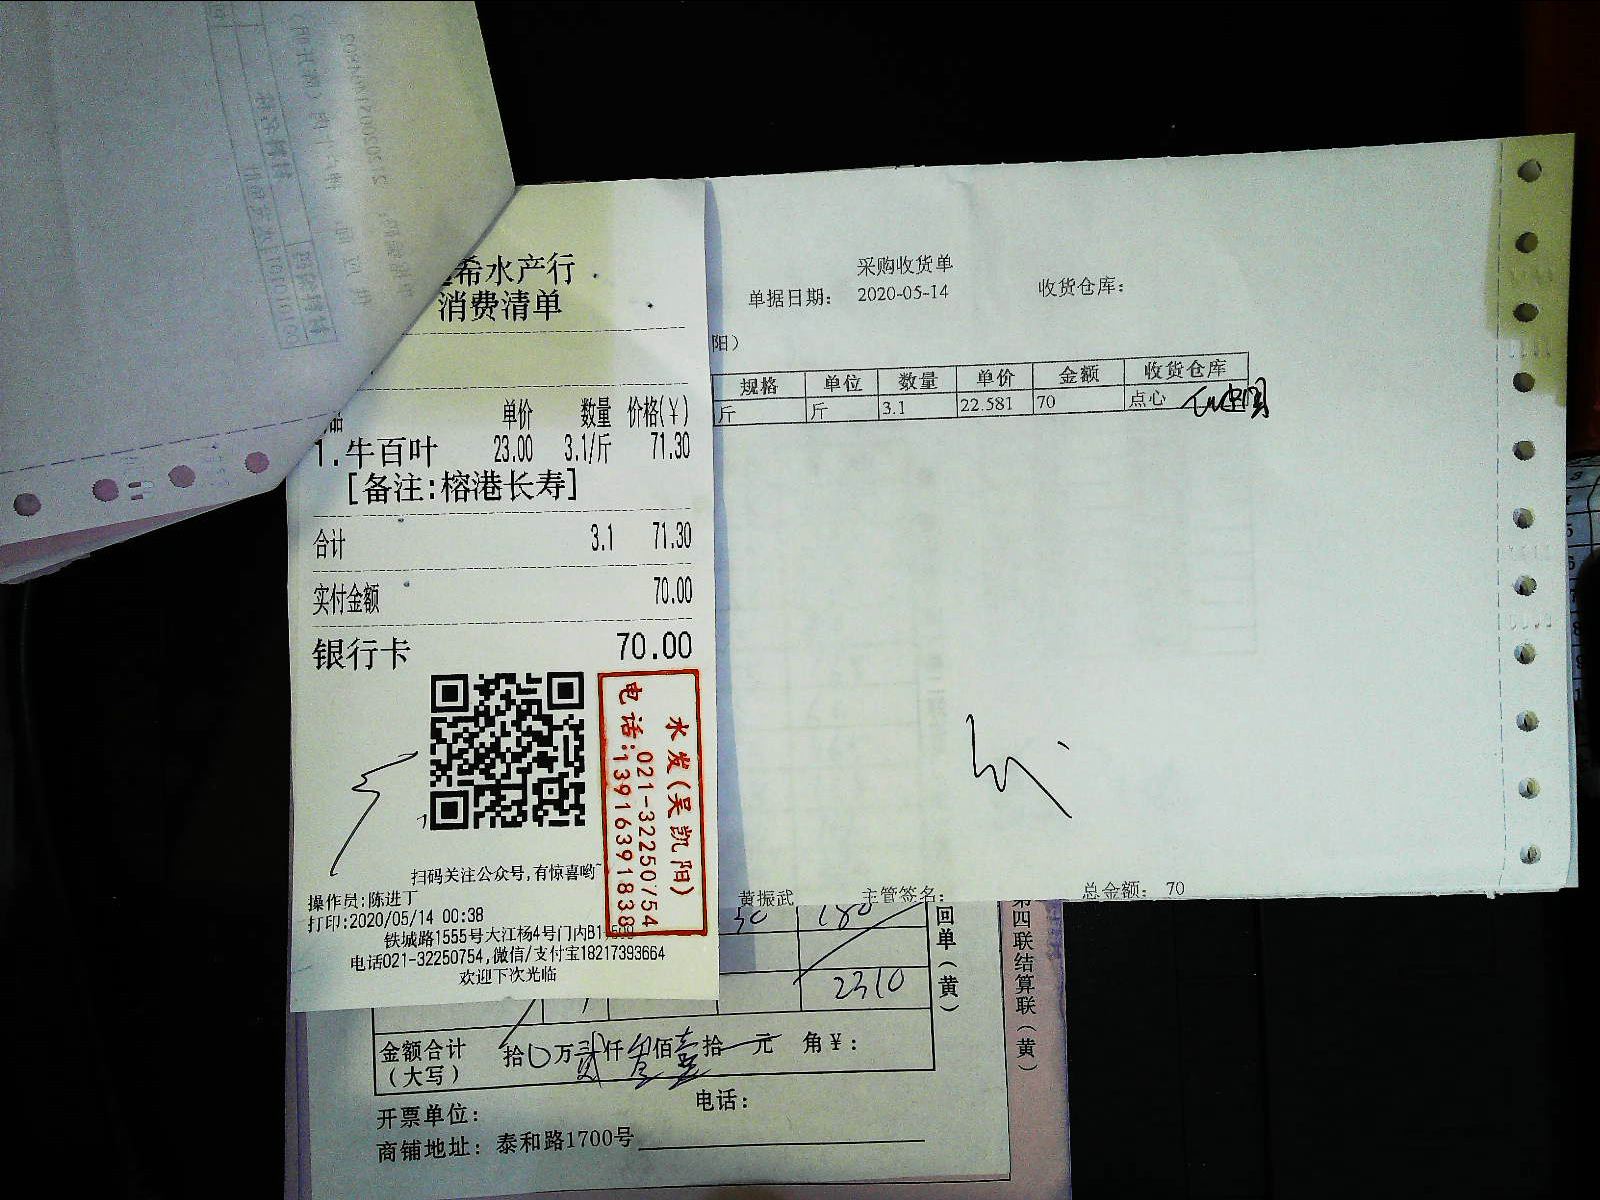 希水产行
消费清单
品 单价 数量 价格(￥)
1.牛百叶 23.00 3.1/斤 71.30
[备注:榕港长寿]
合计 3.1 71.30
实付金额 70.00
银行卡 70.00
水发(吴凯阳)
电话:021-32250754
13916391838
扫码关注公众号,有惊喜哟~
操作员:陈进丁
打印:2020/05/14 00:38
铁城路1555号大江杨4号门内B1
电话021-32250754,微信/支付宝18217393664
欢迎下次光临
采购收货单
单据日期: 2020-05-14 收货仓库:
阳)
规格 单位 数量 单价 金额 收货仓库
斤 斤 3.1 22.581 70 点心
黄振武 主管签名: 总金额: 70
180
2310
回单(黄)
第四联结算联(黄)
金额合计 拾0万贰仟叁佰壹拾元 角￥:
(大写)
开票单位: 电话:
商铺地址: 泰和路1700号